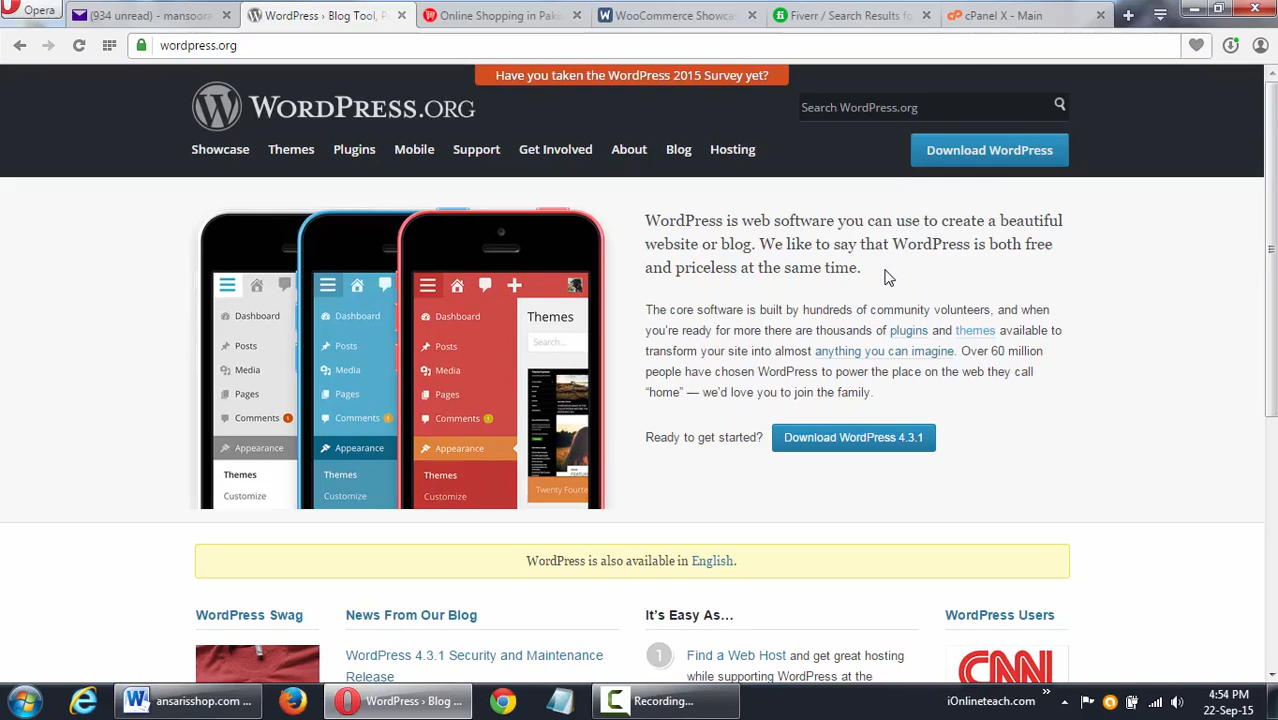 Opera
(934 unread) - mansoora
WordPress › Blog Tool, P
Online Shopping in Pak
WooCommerce Showca
Fiverr / Search Results fo
cPanel X - Main
wordpress.org
Have you taken the WordPress 2015 Survey yet?
WORDPRESS.ORG
Search WordPress.org
Showcase Themes Plugins Mobile Support Get Involved About Blog Hosting
Download WordPress
WordPress is web software you can use to create a beautiful
website or blog. We like to say that WordPress is both free
and priceless at the same time.
The core software is built by hundreds of community volunteers, and when
you're ready for more there are thousands of plugins and themes available to
transform your site into almost anything you can imagine. Over 60 million
people have chosen WordPress to power the place on the web they call
“home” — we'd love you to join the family.
Ready to get started? Download WordPress 4.3.1
Dashboard
Posts
Media
Pages
Comments 1
Appearance
Themes
Customize
Dashboard
Posts
Media
Pages
Comments 1
Appearance
Themes
Customize
Dashboard
Posts
Media
Pages
Comments 1
Appearance
Themes
Customize
Themes
Search...
Twenty Fourte
WordPress is also available in English.
WordPress Swag
News From Our Blog
WordPress 4.3.1 Security and Maintenance
Release
It's Easy As…
1 Find a Web Host and get great hosting
while supporting WordPress at the
WordPress Users
CNN
ansarisshop.com ...
WordPress › Blog ...
Recording...
iOnlineteach.com
4:54 PM
22-Sep-15